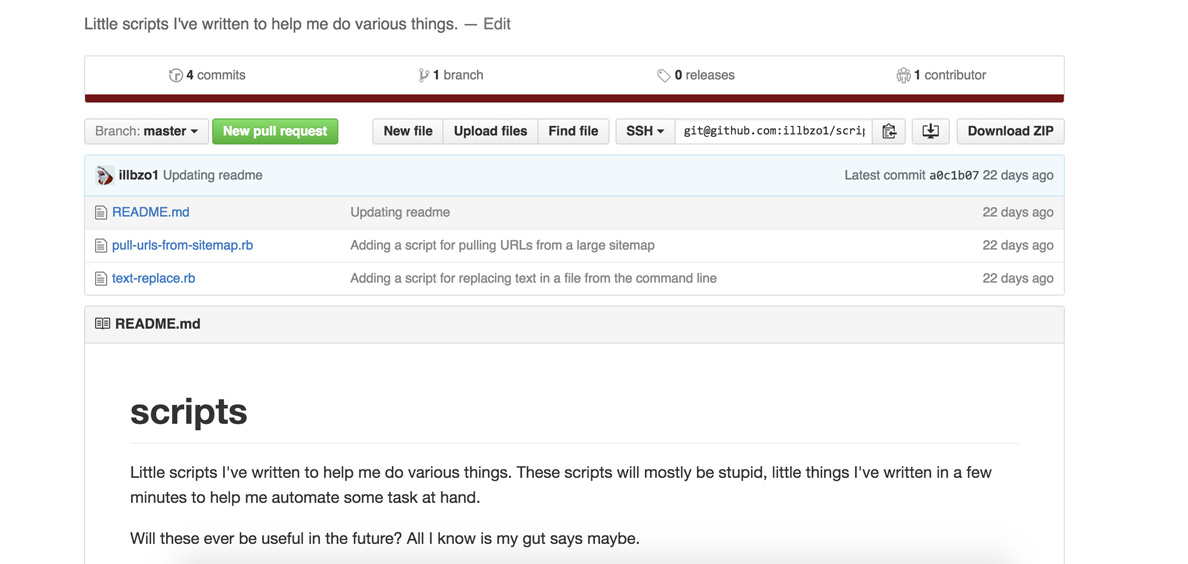 Little scripts I've written to help me do various things. — Edit
4 commits 1 branch 0 releases 1 contributor
Branch: master New pull request New file Upload files Find file SSH git@github.com:illbzo1/scrip Download ZIP
illbzo1 Updating readme Latest commit a0c1b07 22 days ago
README.md Updating readme 22 days ago
pull-urls-from-sitemap.rb Adding a script for pulling URLs from a large sitemap 22 days ago
text-replace.rb Adding a script for replacing text in a file from the command line 22 days ago
README.md
scripts
Little scripts I've written to help me do various things. These scripts will mostly be stupid, little things I've written in a few
minutes to help me automate some task at hand.
Will these ever be useful in the future? All I know is my gut says maybe.